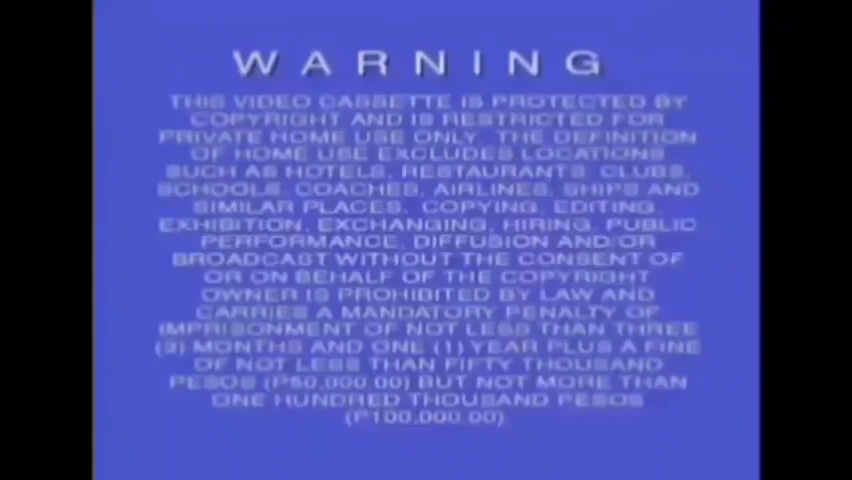 WARNING
THIS VIDEO CASSETTE IS PROTECTED BY
COPYRIGHT AND IS RESTRICTED FOR
PRIVATE HOME USE ONLY. THE DEFINITION
OF HOME USE EXCLUDES LOCATIONS
SUCH AS HOTELS, RESTAURANTS, CLUBS,
SCHOOLS, COACHES, AIRLINES, SHIPS AND
SIMILAR PLACES. COPYING, EDITING,
EXHIBITION, EXCHANGING, HIRING, PUBLIC
PERFORMANCE, DIFFUSION AND/OR
BROADCAST WITHOUT THE CONSENT OF
OR ON BEHALF OF THE COPYRIGHT
OWNER IS PROHIBITED BY LAW AND
CARRIES A MANDATORY PENALTY OF
IMPRISONMENT OF NOT LESS THAN THREE
(3) MONTHS AND ONE (1) YEAR PLUS A FINE
OF NOT LESS THAN FIFTY THOUSAND
PESOS (P50,000.00) BUT NOT MORE THAN
ONE HUNDRED THOUSAND PESOS
(P100,000.00).